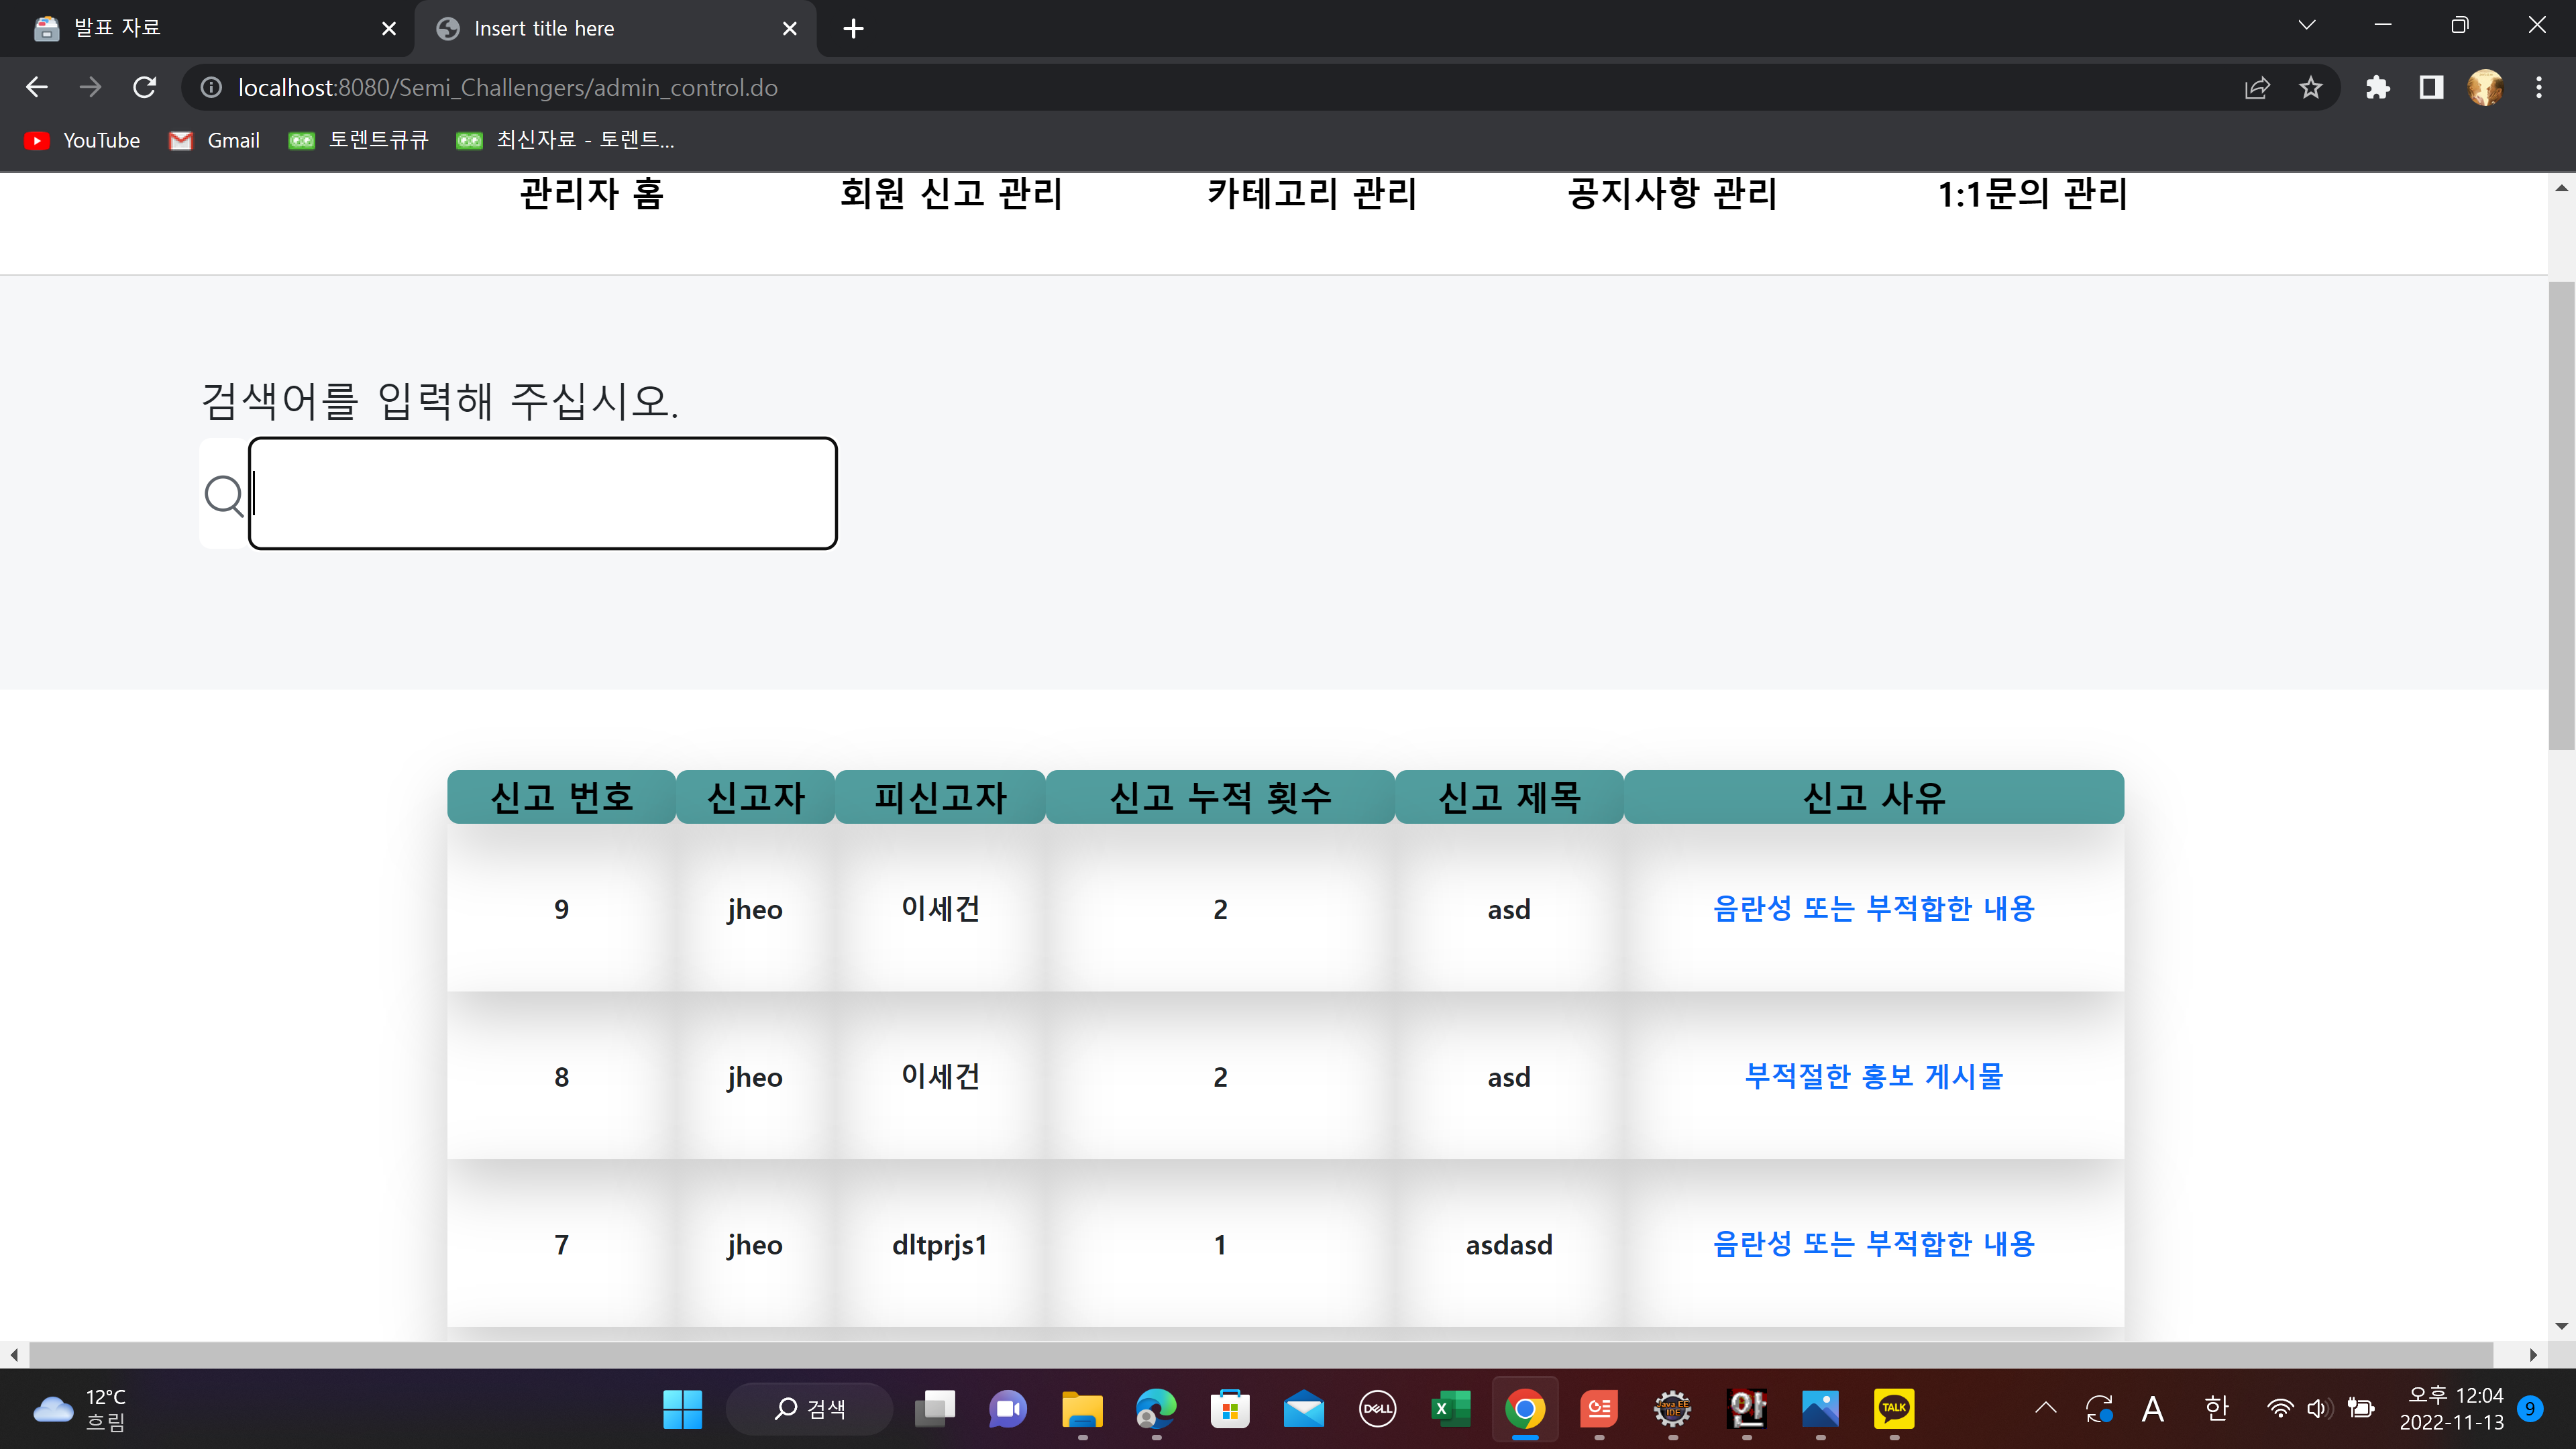 발표 자료
Insert title here
localhost:8080/Semi_Challengers/admin_control.do
YouTube
Gmail
토렌트큐큐
최신자료 - 토렌트...
관리자 홈
회원 신고 관리
카테고리 관리
공지사항 관리
1:1문의 관리
검색어를 입력해 주십시오.
신고 번호 신고자 피신고자 신고 누적 횟수 신고 제목 신고 사유
9 jheo 이세건 2 asd 음란성 또는 부적합한 내용
8 jheo 이세건 2 asd 부적절한 홍보 게시물
7 jheo dltprjs1 1 asdasd 음란성 또는 부적합한 내용
12°C
흐림
검색
DELL
Java EE
IDE
안
TALK
A
한
오후 12:04
2022-11-13
9